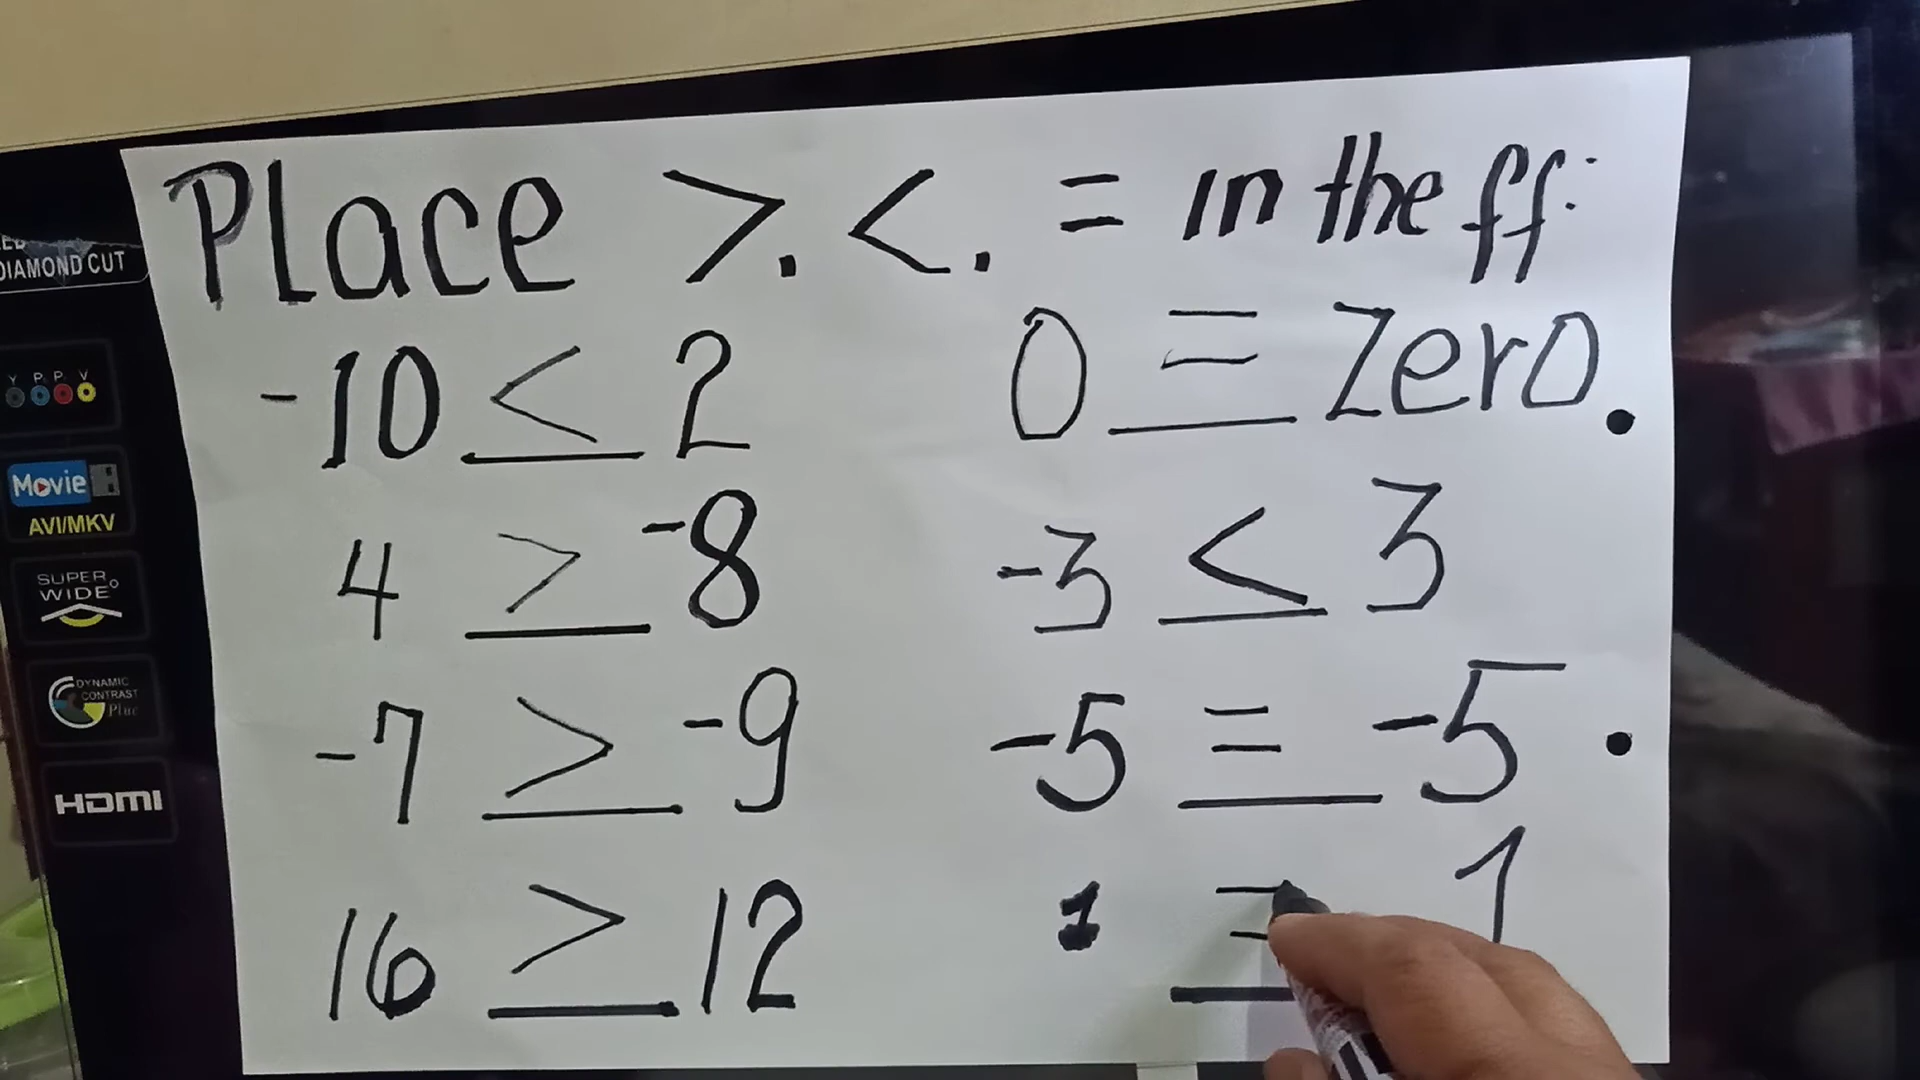 Place >. <. = in the ff:
-10 < 2
0 = Zero.
4 > -8
-3 < 3
-7 > -9
-5 = -5 .
16 > 12
1 = 1
DIAMOND CUT
Y P P V
Movie
AVI/MKV
SUPER
WIDE
DYNAMIC
CONTRAST
Plus
HDMI